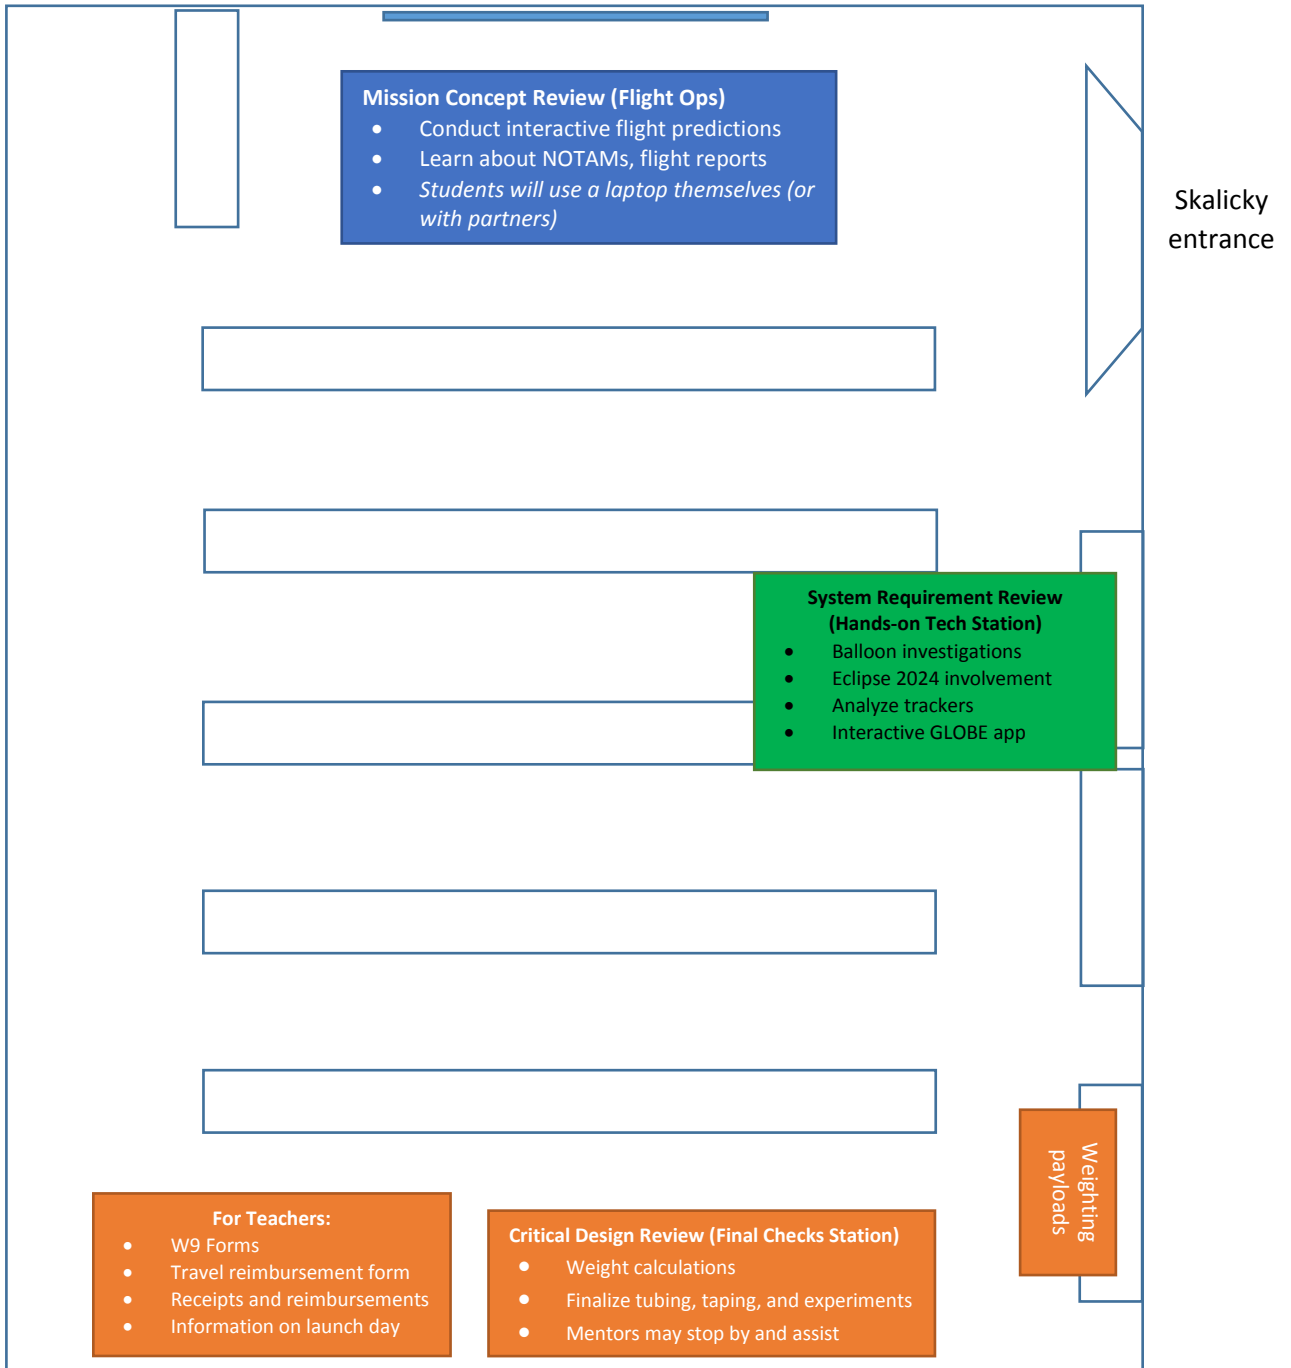 Mission Concept Review (Flight Ops)
• Conduct interactive flight predictions
• Learn about NOTAMs, flight reports
• Students will use a laptop themselves (or
with partners)
Skalicky
entrance
System Requirement Review
(Hands-on Tech Station)
• Balloon investigations
• Eclipse 2024 involvement
• Analyze trackers
• Interactive GLOBE app
Weighting
payloads
For Teachers:
• W9 Forms
• Travel reimbursement form
• Receipts and reimbursements
• Information on launch day
Critical Design Review (Final Checks Station)
• Weight calculations
• Finalize tubing, taping, and experiments
• Mentors may stop by and assist